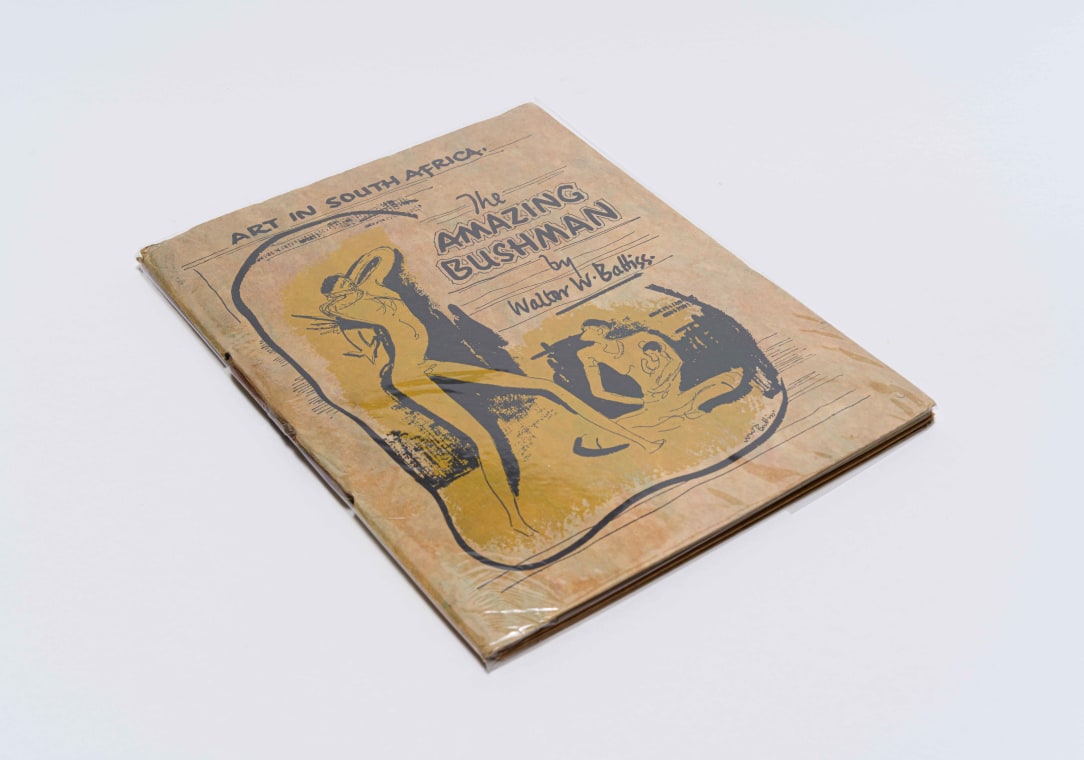 ART IN SOUTH AFRICA.
The
AMAZING
BUSHMAN
by
Walter W. Battiss.